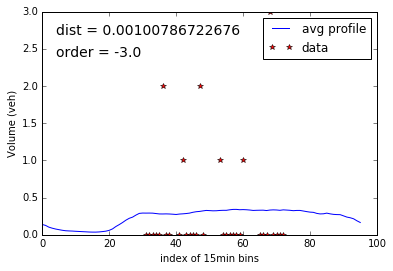 dist = 0.00100786722676
order = -3.0
avg profile
data
Volume (veh)
3.0
2.5
2.0
1.5
1.0
0.5
0.0
0 20 40 60 80 100
index of 15min bins